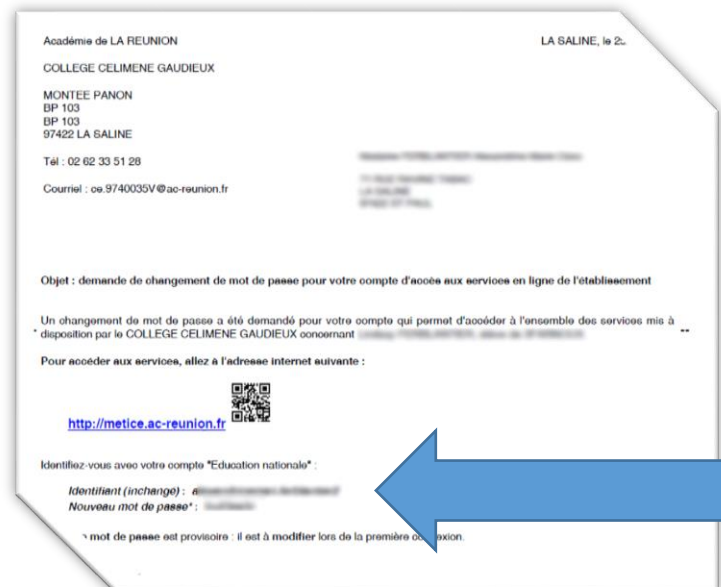 Académie de LA REUNION
LA SALINE, le 2
COLLEGE CELIMENE GAUDIEUX
MONTEE PANON
BP 103
BP 103
97422 LA SALINE
Tél : 02 62 33 51 28
Courriel : ce.9740035V@ac-reunion.fr
Objet : demande de changement de mot de passe pour votre compte d'accès aux services en ligne de l'établissement
Un changement de mot de passe a été demandé pour votre compte qui permet d'accéder à l'ensemble des services mis à
disposition par le COLLEGE CELIMENE GAUDIEUX concernant
Pour accéder aux services, allez à l'adresse internet suivante :
http://metice.ac-reunion.fr
Identifiez-vous avec votre compte "Education nationale" :
Identifiant (inchangé) : a
Nouveau mot de passe* :
mot de passe est provisoire : il est à modifier lors de la première connexion.